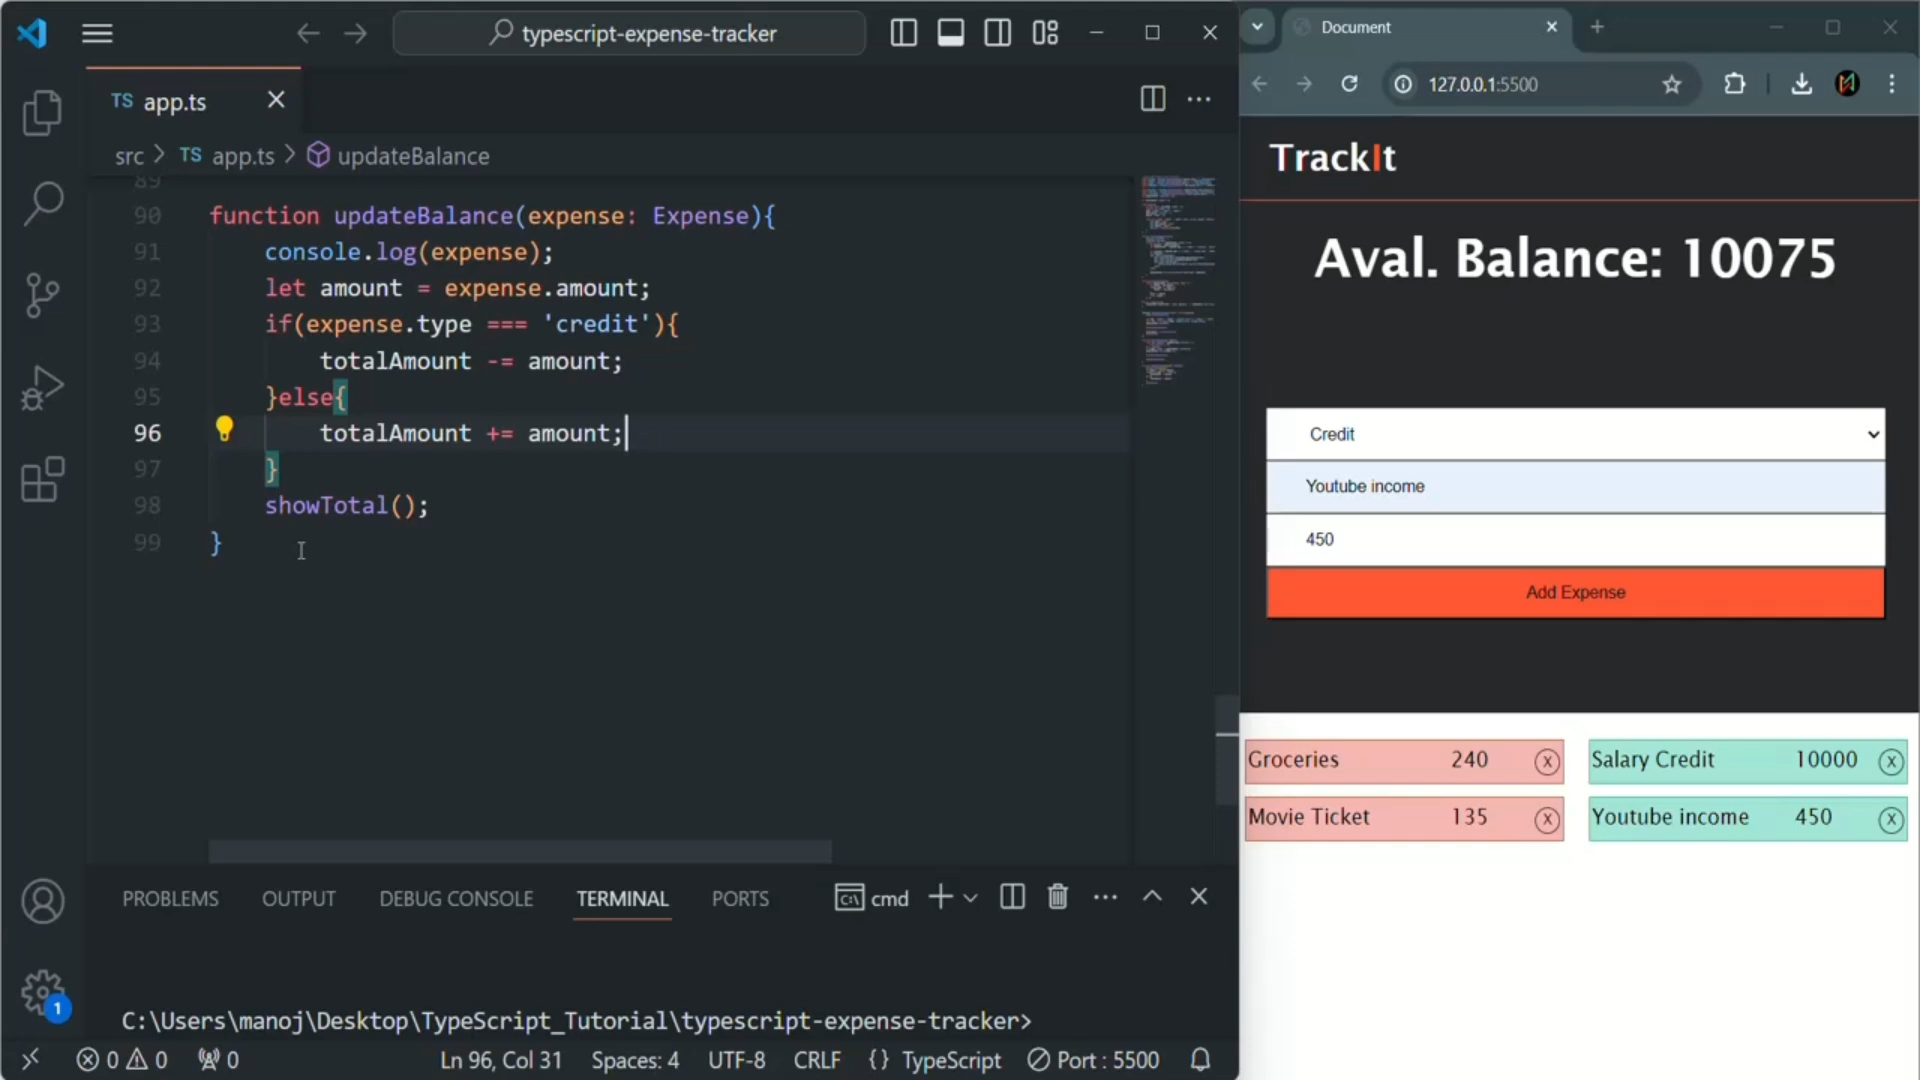 typescript-expense-tracker
TS app.ts
src > TS app.ts > updateBalance
89
90 function updateBalance(expense: Expense){
91 console.log(expense);
92 let amount = expense.amount;
93 if(expense.type === 'credit'){
94 totalAmount -= amount;
95 }else{
96 totalAmount += amount;
97 }
98 showTotal();
99 }
PROBLEMS OUTPUT DEBUG CONSOLE TERMINAL PORTS cmd
C:\Users\manoj\Desktop\TypeScript_Tutorial\typescript-expense-tracker>
1
0 0 0 Ln 96, Col 31 Spaces: 4 UTF-8 CRLF {} TypeScript Port : 5500
Document
127.0.0.1:5500
TrackIt
Aval. Balance: 10075
Credit
Youtube income
450
Add Expense
Groceries 240 X Salary Credit 10000 X
Movie Ticket 135 X Youtube income 450 X